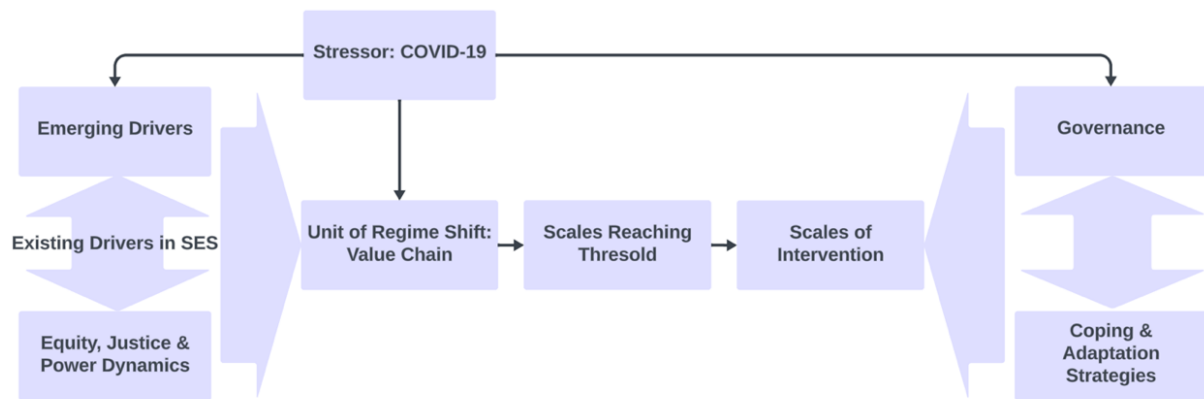 Stressor: COVID-19
Emerging Drivers
Governance
Existing Drivers in SES
Unit of Regime Shift:
Value Chain
Scales Reaching
Thresold
Scales of
Intervention
Equity, Justice &
Power Dynamics
Coping &
Adaptation
Strategies